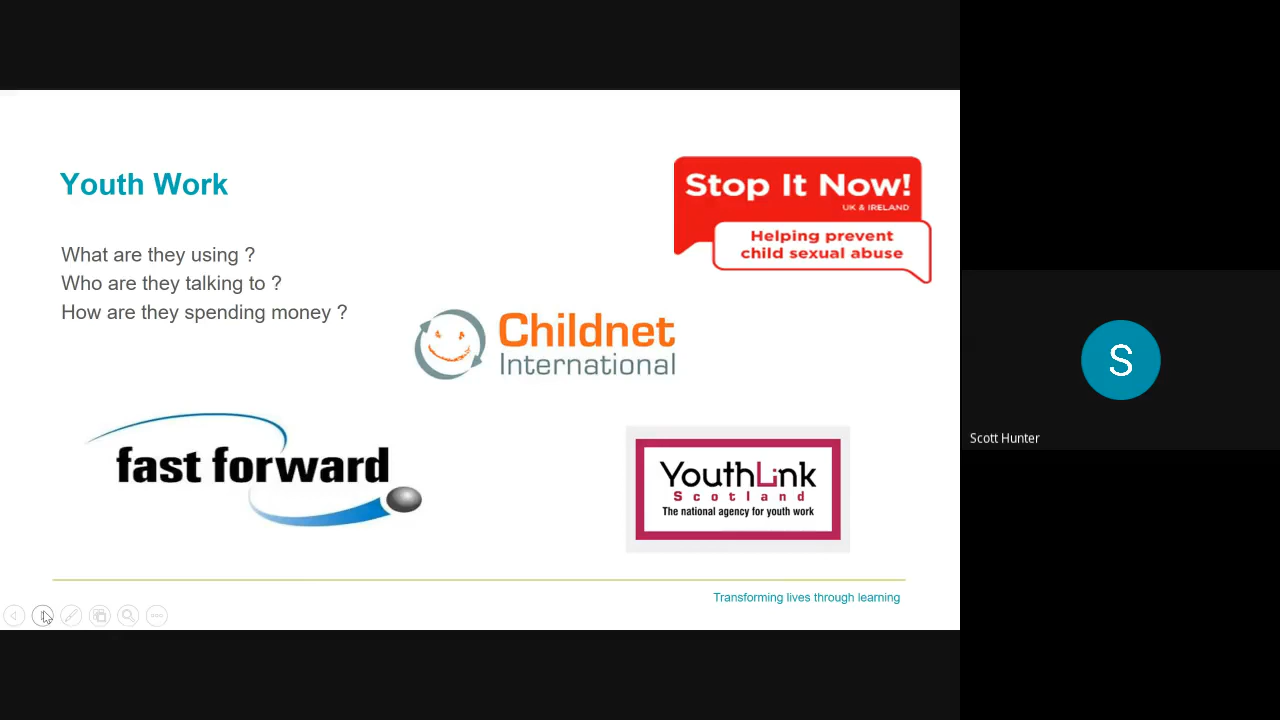 Youth Work
What are they using ?
Who are they talking to ?
How are they spending money ?
Stop It Now!
UK & IRELAND
Helping prevent
child sexual abuse
Childnet
International
fast forward
YouthLink
Scotland
The national agency for youth work
Transforming lives through learning
S
Scott Hunter